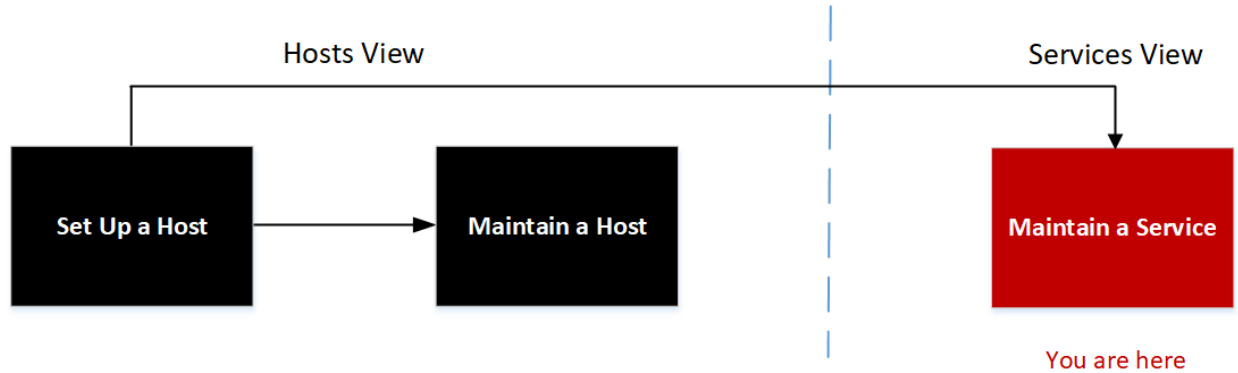 Hosts View
Services View
Set Up a Host
Maintain a Host
Maintain a Service
You are here